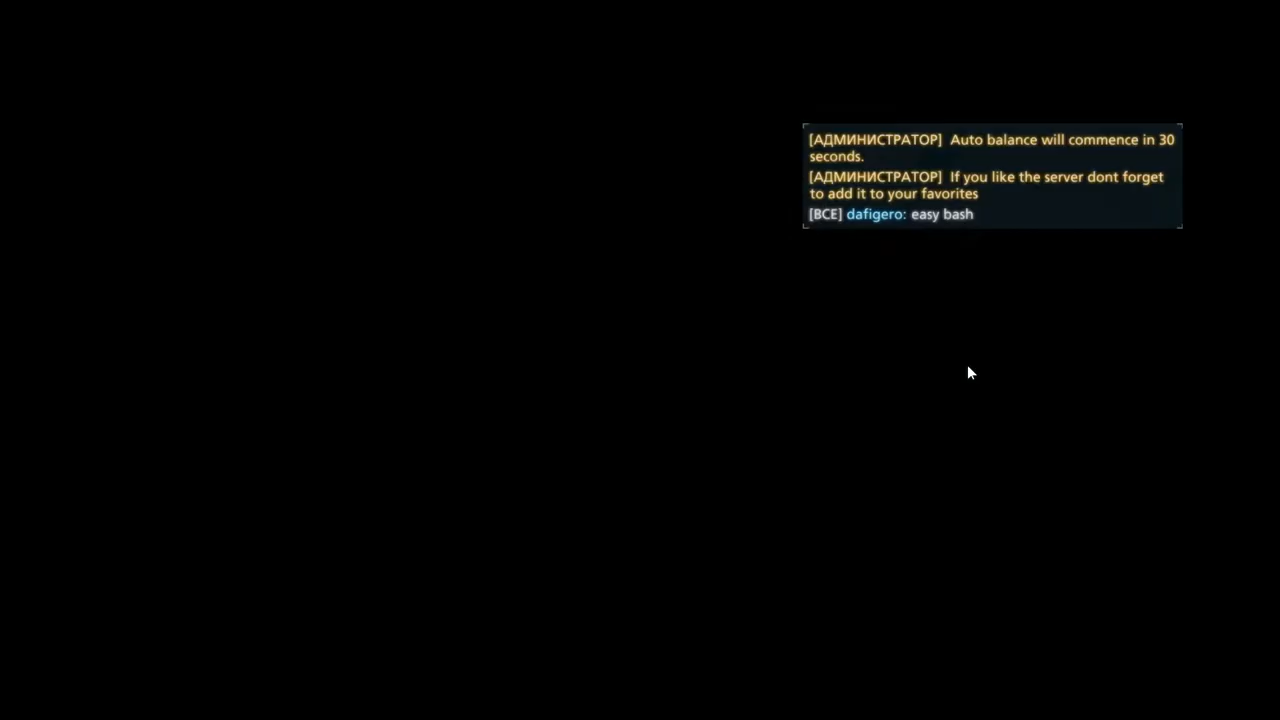 [АДМИНИСТРАТОР] Auto balance will commence in 30
seconds.
[АДМИНИСТРАТОР] If you like the server dont forget
to add it to your favorites
[ВСЕ] dafigero: easy bash